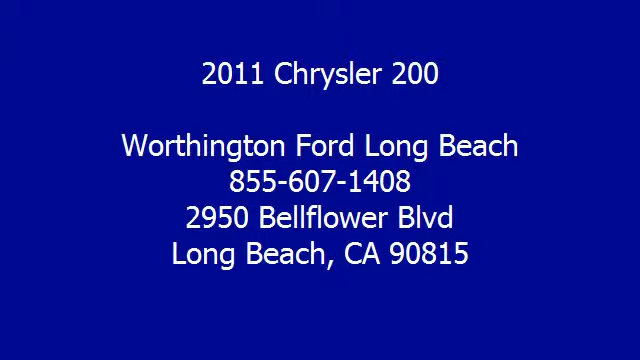 2011 Chrysler 200
Worthington Ford Long Beach
855-607-1408
2950 Bellflower Blvd
Long Beach, CA 90815